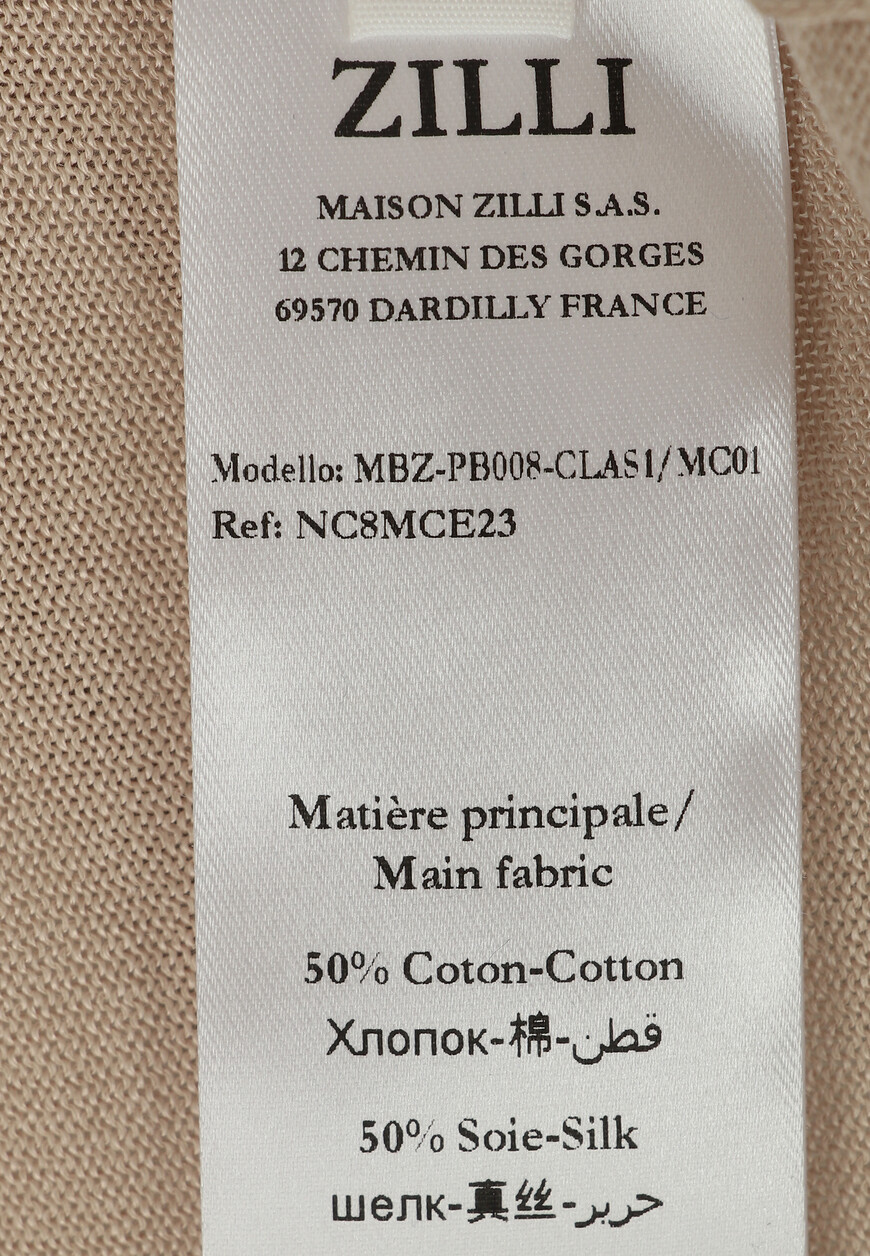 ZILLI
MAISON ZILLI S.A.S.
12 CHEMIN DES GORGES
69570 DARDILLY FRANCE
Modello: MBZ-PB008-CLAS1/MC01
Ref: NC8MCE23
Matière principale/
Main fabric
50% Coton-Cotton
Хлопок-棉-قطن
50% Soie-Silk
шелк-真丝-حرير